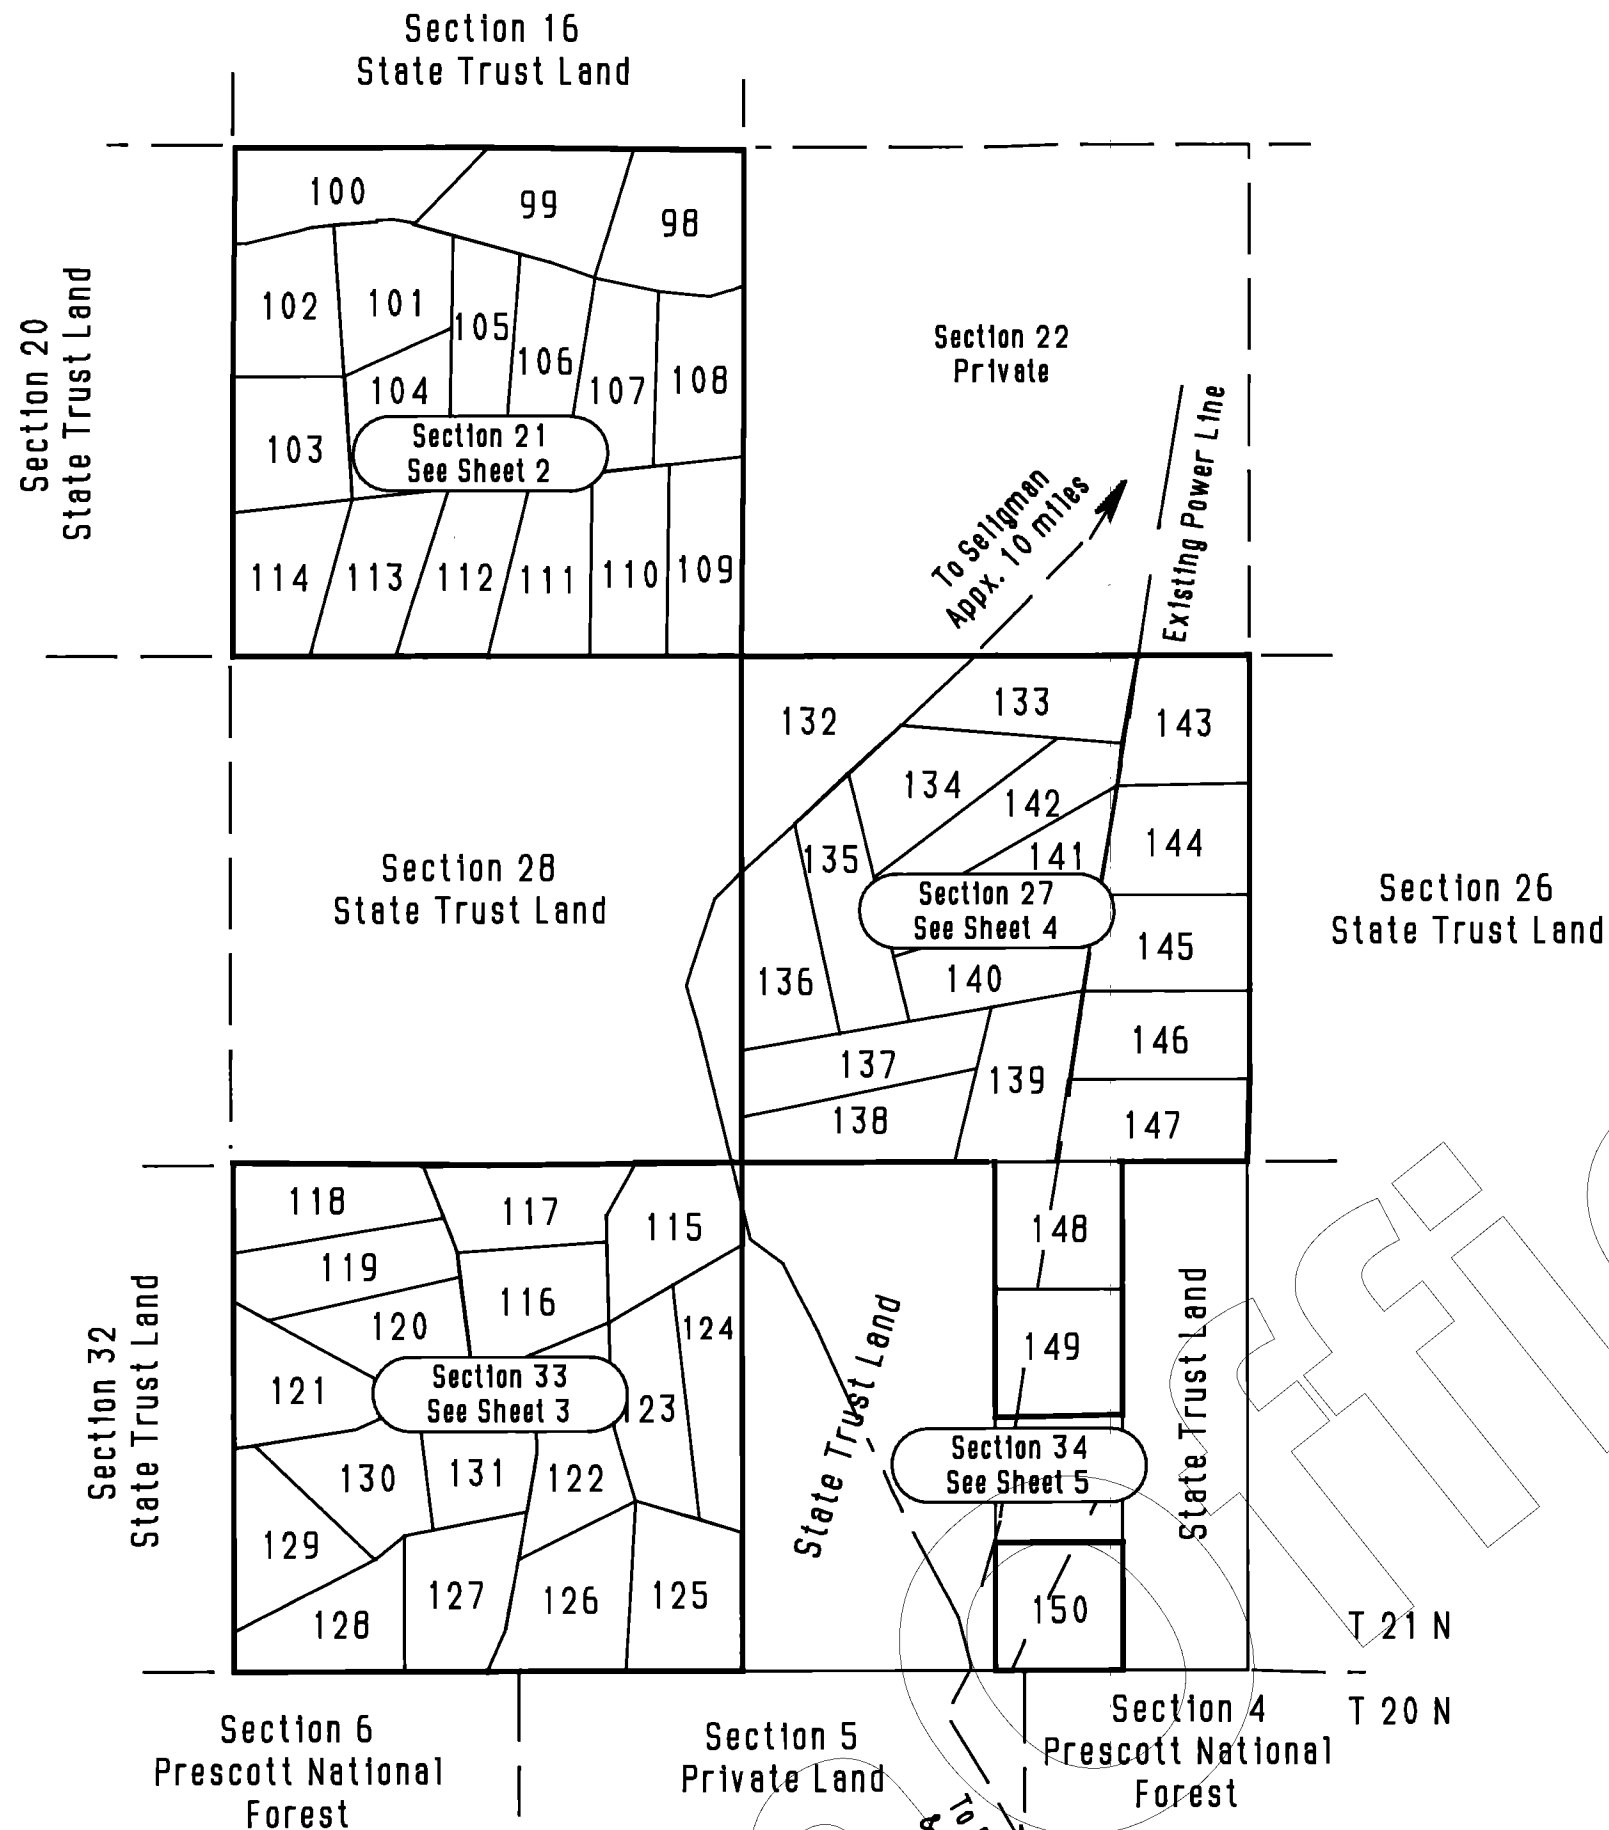 Section 16
State Trust Land
Section 20
State Trust Land
100
99
98
102
101
105
106
107
108
104
103
Section 21
See Sheet 2
114
113
112
111
110
109
Section 22
Private
To Seligman
Appx. 10 miles
Existing Power Line
132
133
143
134
142
144
135
141
Section 27
See Sheet 4
145
136
140
146
137
139
138
147
Section 28
State Trust Land
Section 26
State Trust Land
Section 32
State Trust Land
118
117
115
119
116
120
124
121
Section 33
See Sheet 3
123
130
131
122
129
128
127
126
125
State Trust Land
148
149
Section 34
See Sheet 5
150
State Trust Land
T 21 N
T 20 N
Section 6
Prescott National
Forest
Section 5
Private Land
Section 4
Prescott National
Forest
To
&